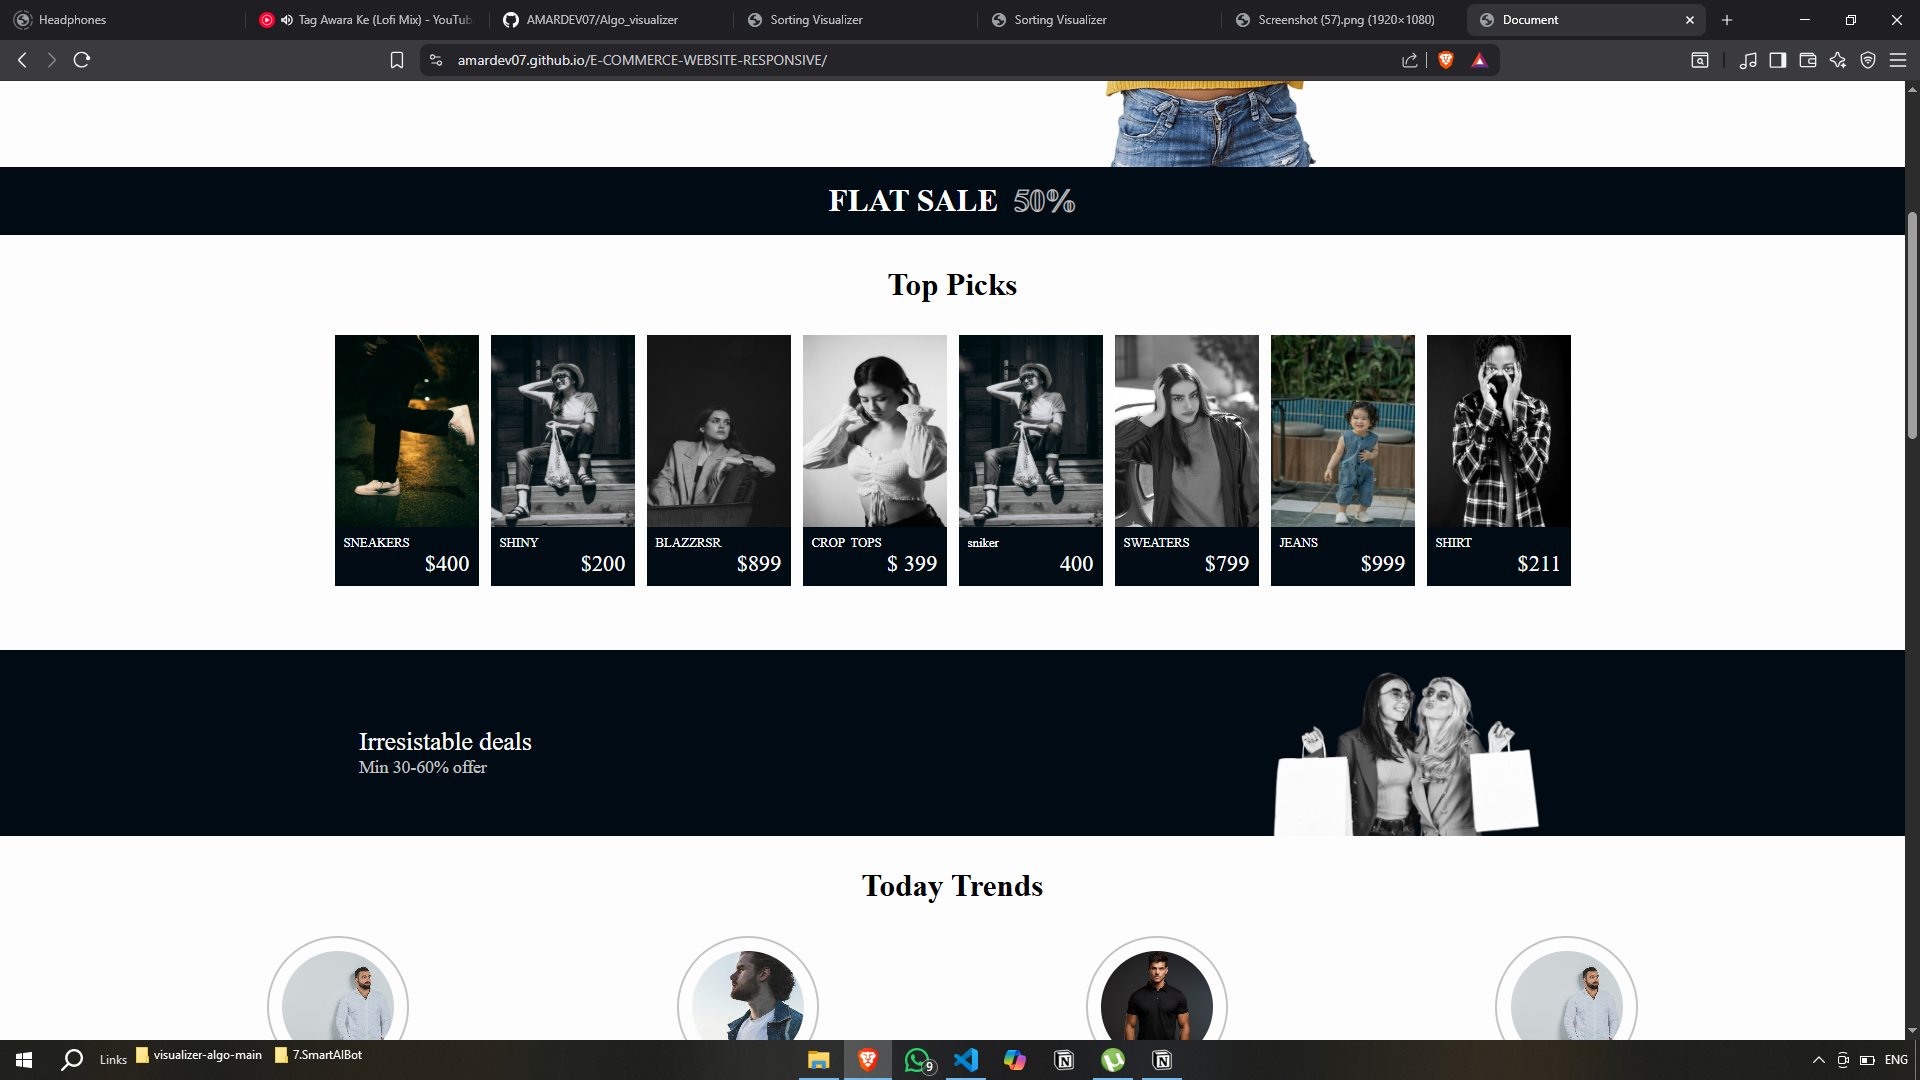 Headphones
Tag Awara Ke (Lofi Mix) - YouTub
AMARDEV07/Algo_visualizer
Sorting Visualizer
Sorting Visualizer
Screenshot (57).png (1920×1080)
Document
amardev07.github.io/E-COMMERCE-WEBSITE-RESPONSIVE/
FLAT SALE 50%
Top Picks
SNEAKERS
$400
SHINY
$200
BLAZZRSR
$899
CROP TOPS
$ 399
sniker
400
SWEATERS
$799
JEANS
$999
SHIRT
$211
Irresistable deals
Min 30-60% offer
Today Trends
Links
visualizer-algo-main
7.SmartAIBot
9
ENG